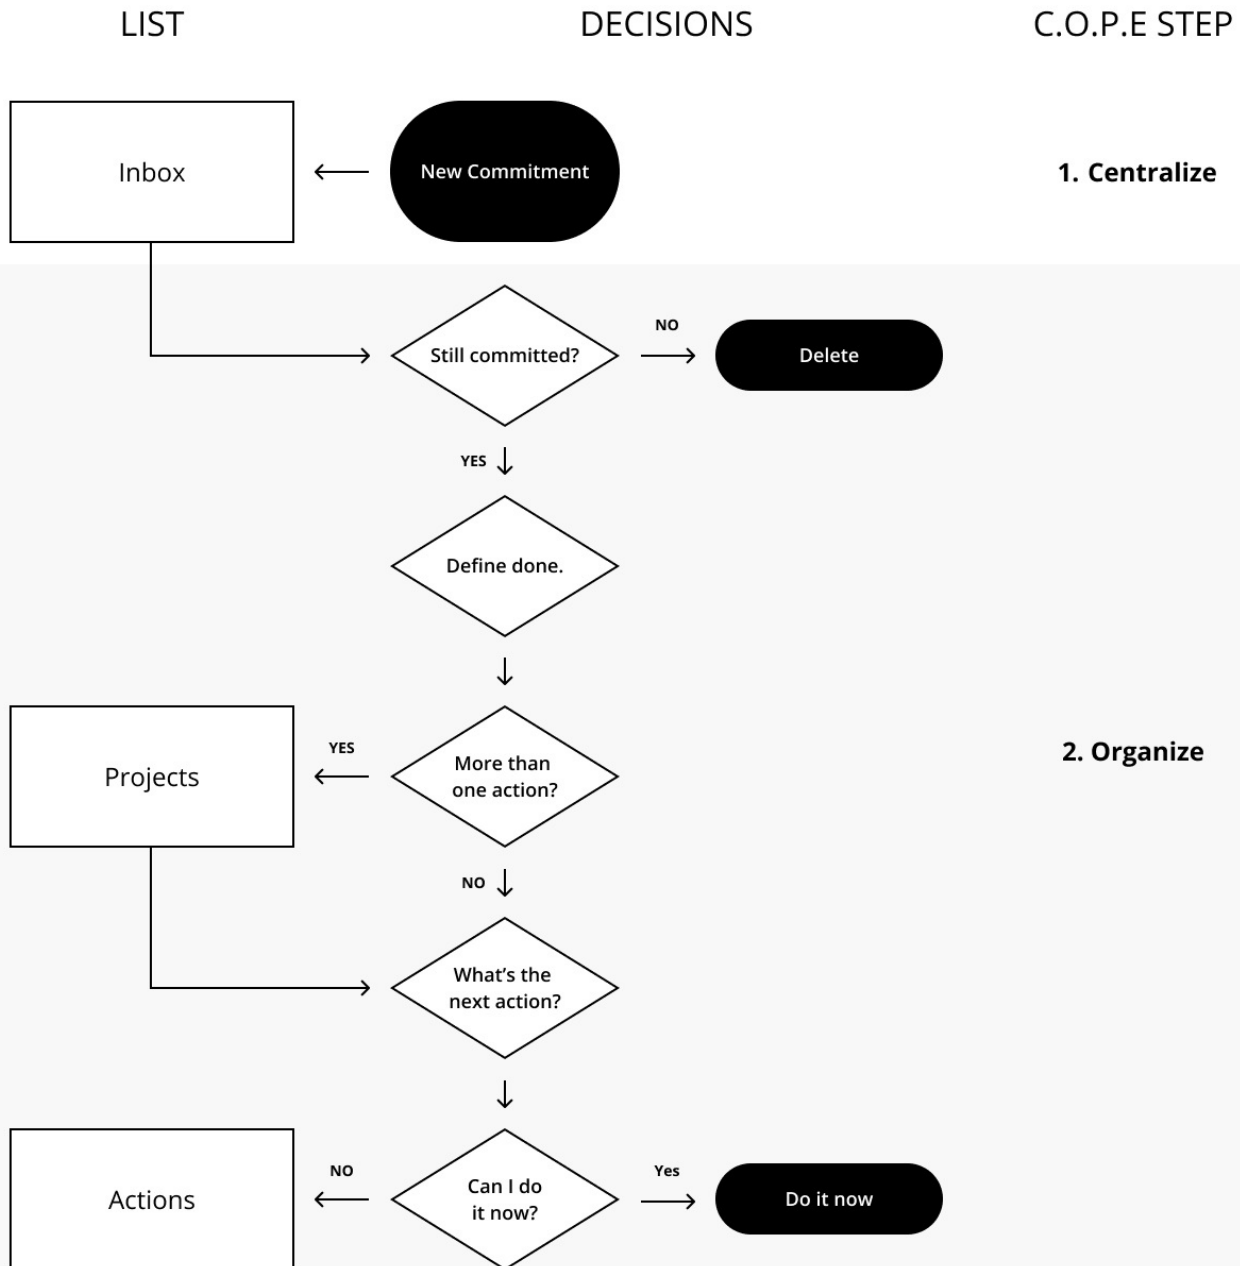 LIST
DECISIONS
C.O.P.E STEP
Inbox
New Commitment
1. Centralize
Still committed?
NO
Delete
YES
Define done.
Projects
YES
More than
one action?
2. Organize
NO
What’s the
next action?
Actions
NO
Can I do
it now?
Yes
Do it now